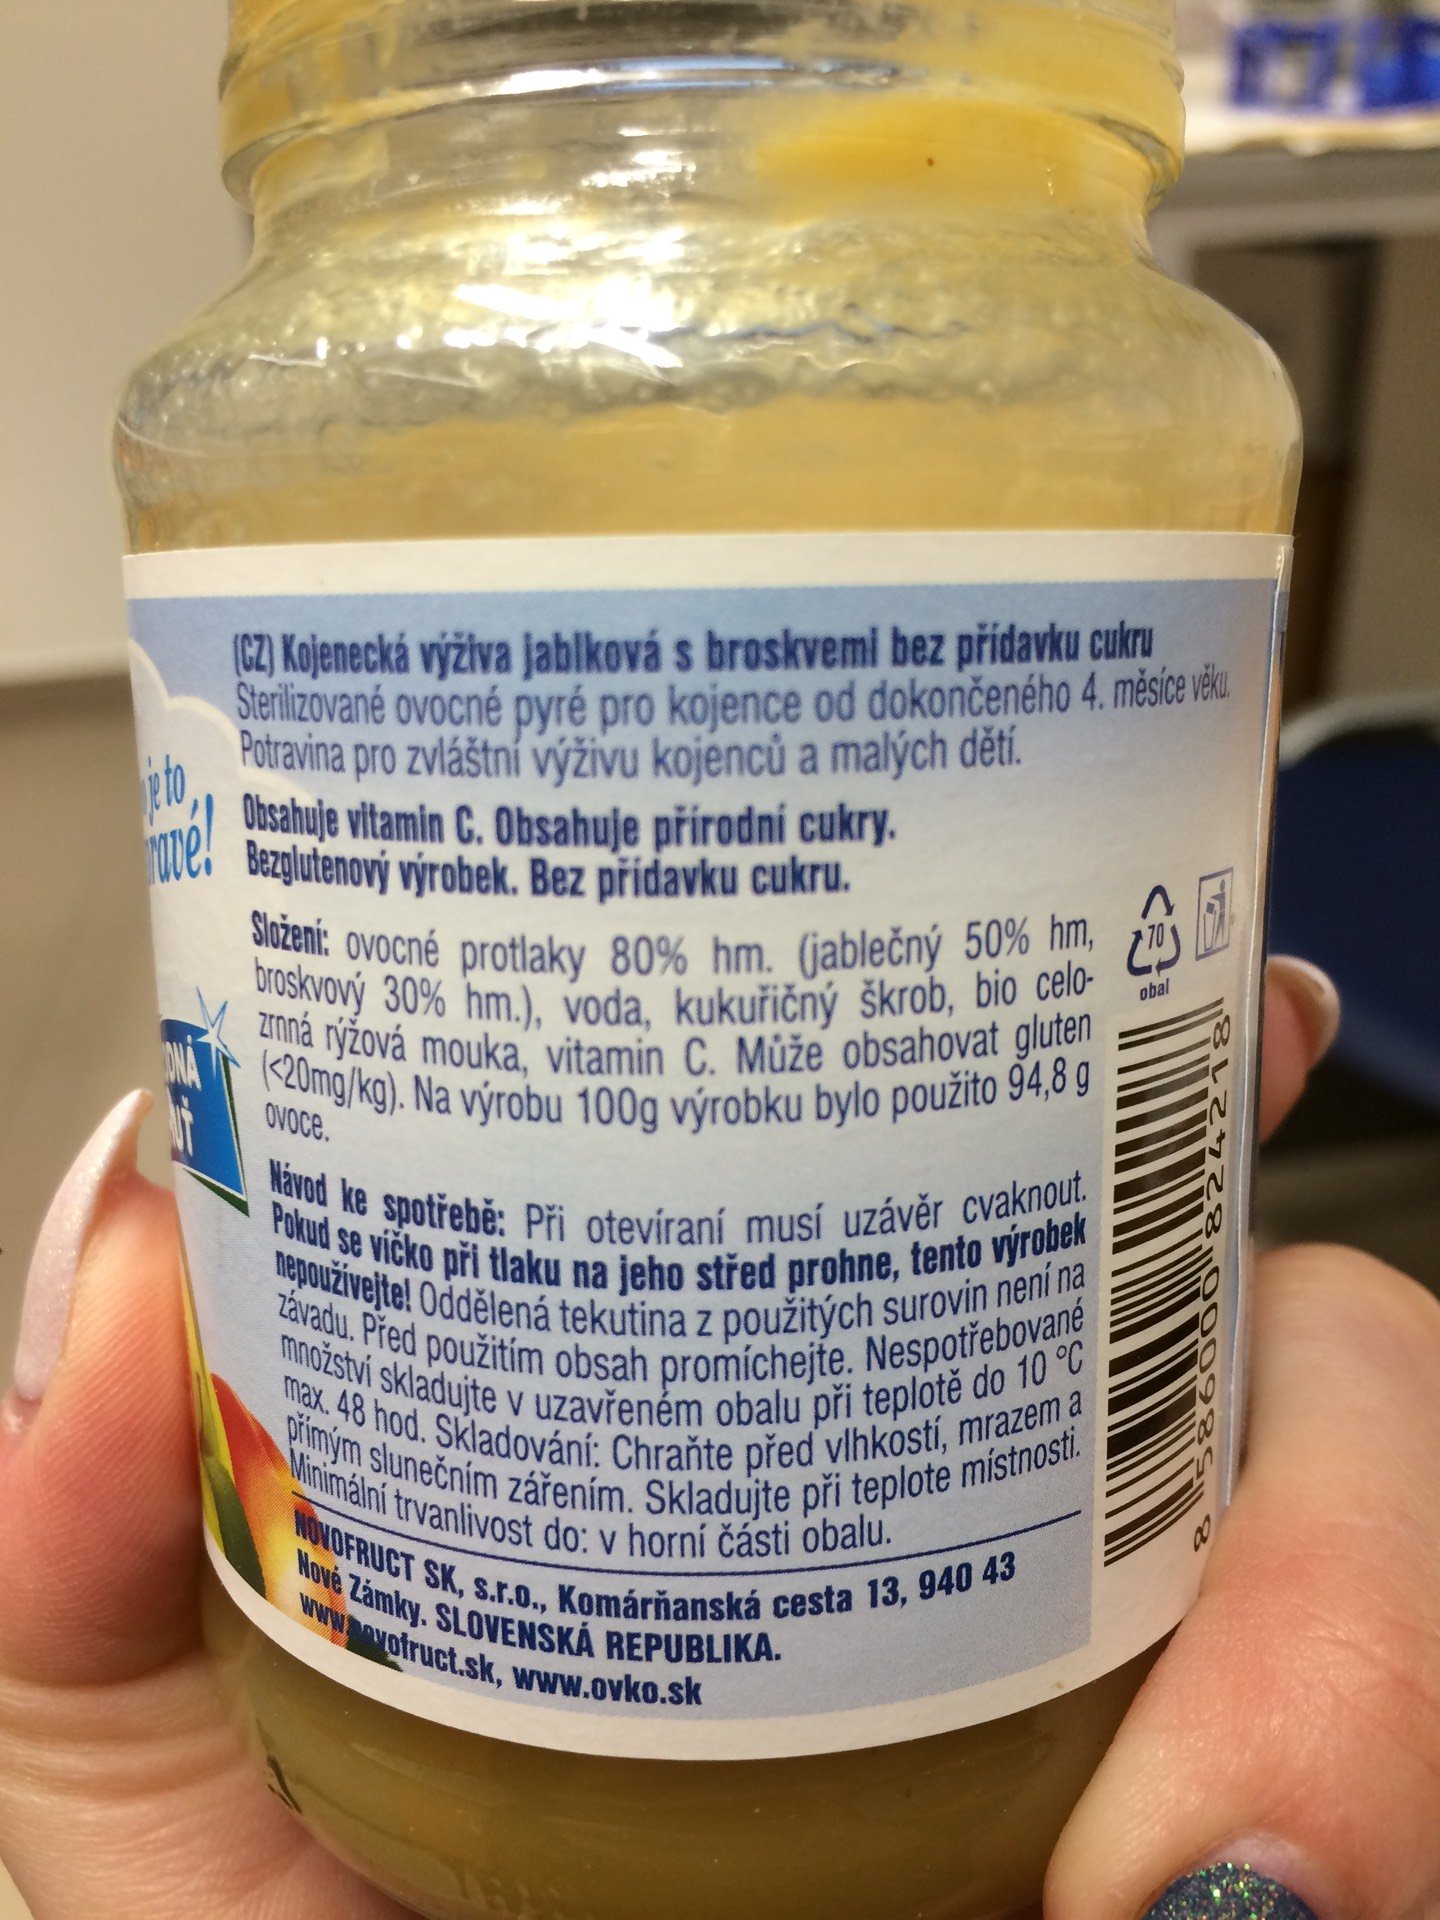 (CZ) Kojenecká výživa jablková s broskvemi bez přídavku cukru
Sterilizované ovocné pyré pro kojence od dokončeného 4. měsíce věku.
Potravina pro zvláštní výživu kojenců a malých dětí.
je to
ravé!
Obsahuje vitamin C. Obsahuje přírodní cukry.
Bezglutenový výrobek. Bez přídavku cukru.
Složení: ovocné protlaky 80% hm. (jablečný 50% hm,
broskvový 30% hm.), voda, kukuřičný škrob, bio celo-
zrnná rýžová mouka, vitamin C. Může obsahovat gluten
(<20mg/kg). Na výrobu 100g výrobku bylo použito 94,8 g
ovoce.
70
obal
DNÁ
UŤ
Návod ke spotřebě: Při otevíraní musí uzávěr cvaknout.
Pokud se víčko při tlaku na jeho střed prohne, tento výrobek
nepoužívejte! Oddělená tekutina z použitých surovin není na
závadu. Před použitím obsah promíchejte. Nespotřebované
množství skladujte v uzavřeném obalu při teplotě do 10 °C
max. 48 hod. Skladování: Chraňte před vlhkostí, mrazem a
přímým slunečním zářením. Skladujte při teplote místnosti.
Minimální trvanlivost do: v horní části obalu.
NOVOFRUCT SK, s.r.o., Komárňanská cesta 13, 940 43
Nové Zámky. SLOVENSKÁ REPUBLIKA.
www.novofruct.sk, www.ovko.sk
8 586000 824218